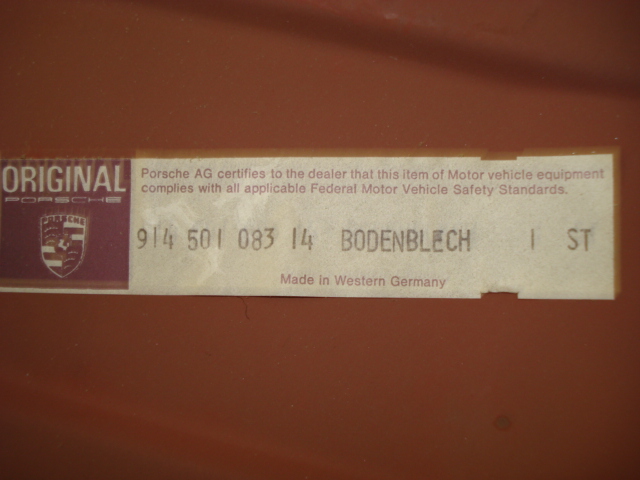 ORIGINAL
PORSCHE
PORSCHE
Porsche AG certifies to the dealer that this item of Motor vehicle equipment
complies with all applicable Federal Motor Vehicle Safety Standards.
914 501 083 14 BODENBLECH 1 ST
Made in Western Germany